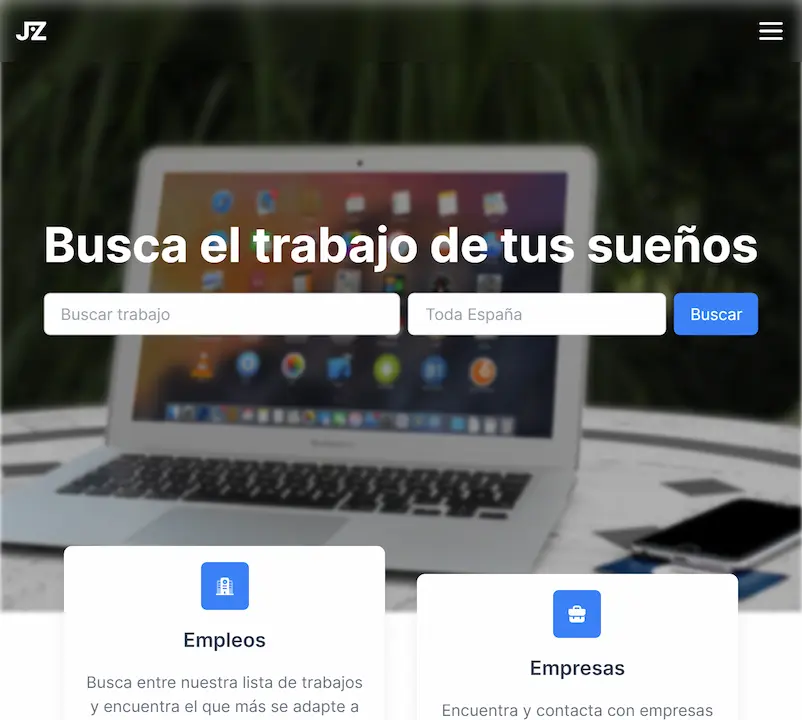 JZ
Busca el trabajo de tus sueños
Buscar trabajo
Toda España
Buscar
Empleos
Busca entre nuestra lista de trabajos
y encuentra el que más se adapte a
Empresas
Encuentra y contacta con empresas